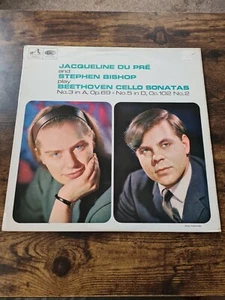 JACQUELINE DU PRÉ
and
STEPHEN BISHOP
play
BEETHOVEN CELLO SONATAS
No.3 in A, Op.69 · No.5 in D, Op.102 No.2